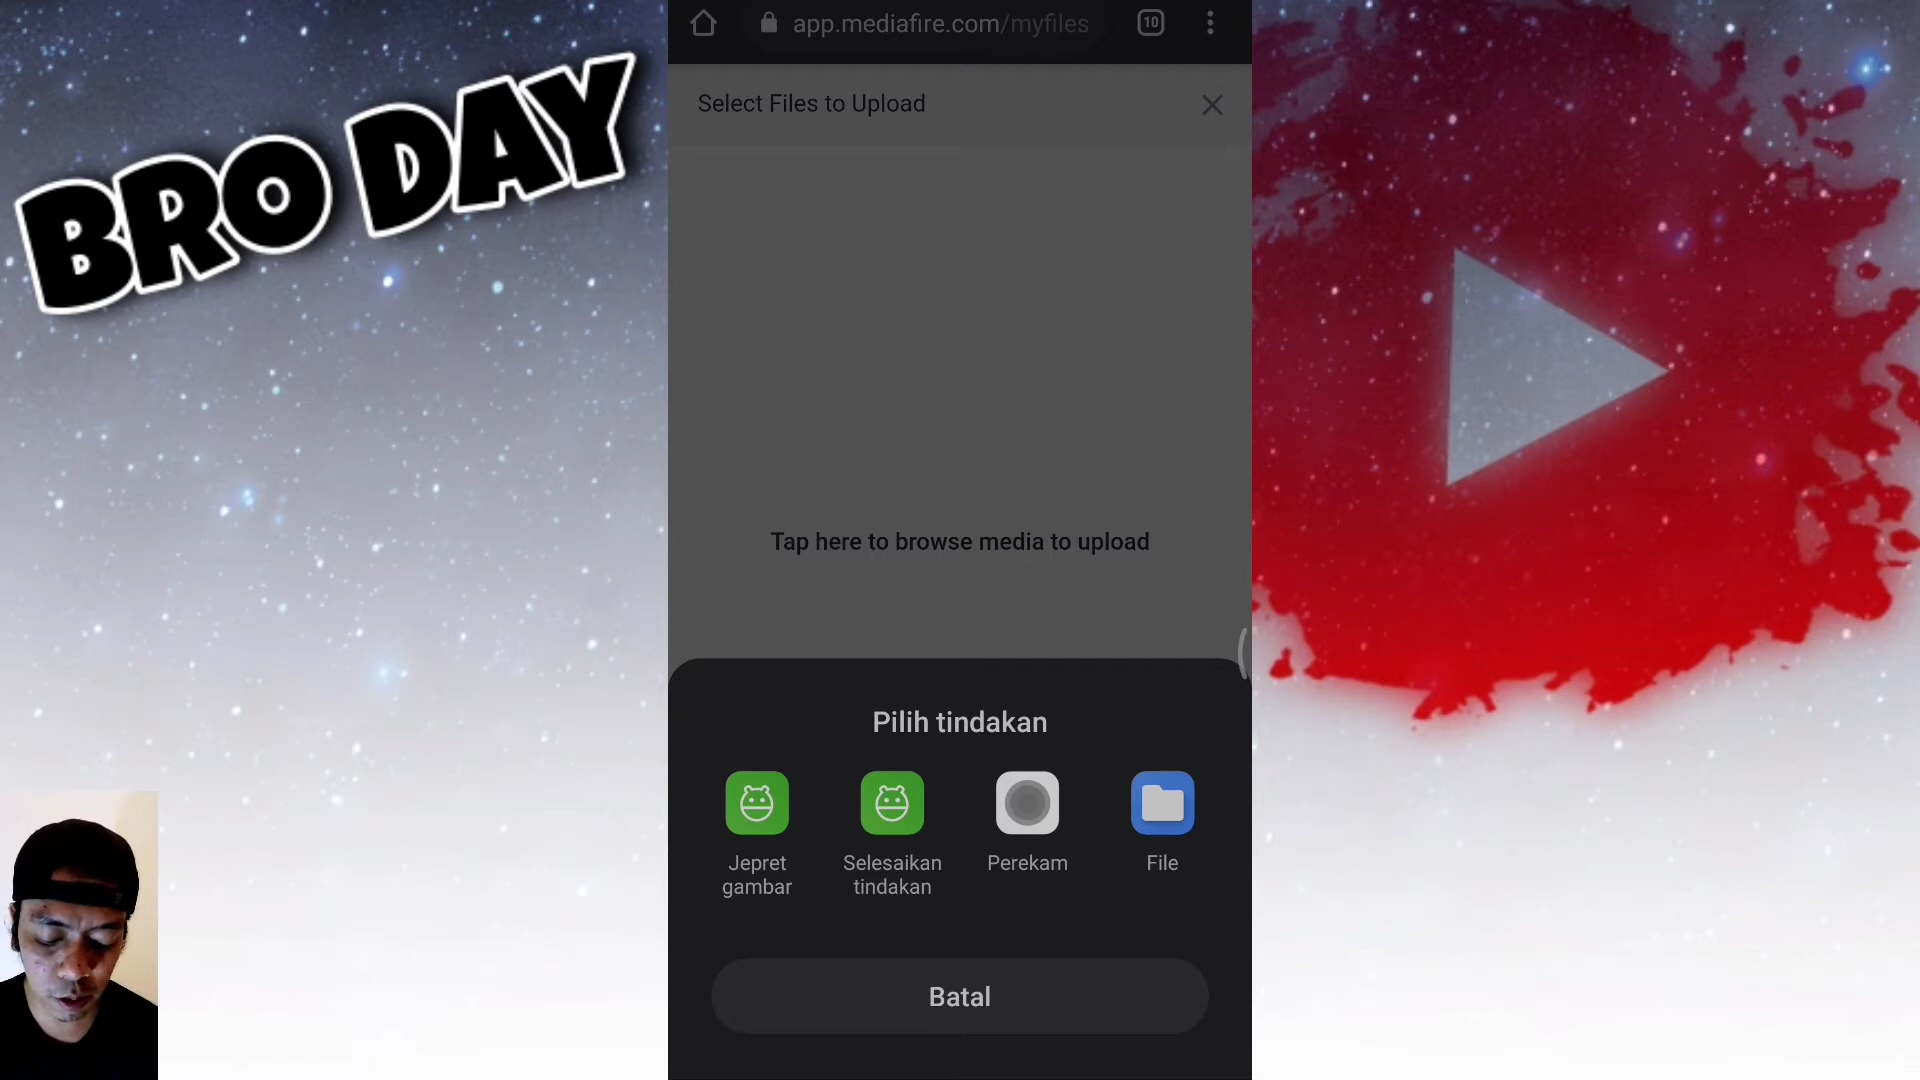 BRO DAY
app.mediafire.com/myfiles
10
Select Files to Upload
Tap here to browse media to upload
Pilih tindakan
Jepret
gambar
Selesaikan
tindakan
Perekam
File
Batal